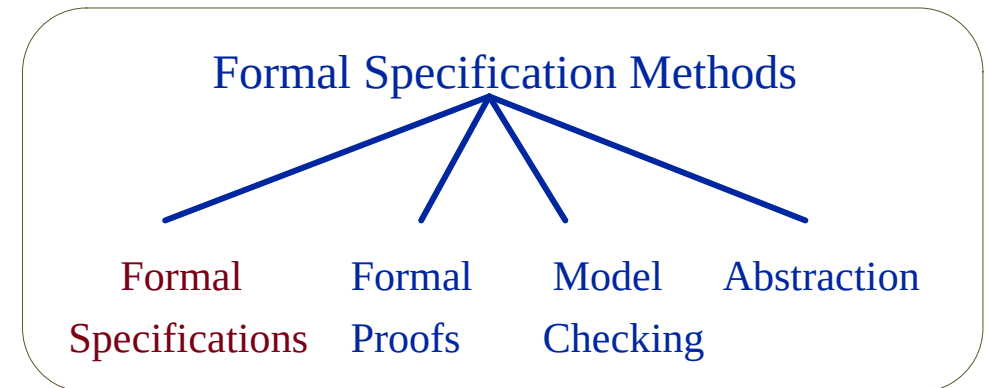 Formal Specification Methods
Formal Formal Model Abstraction
Specifications Proofs Checking